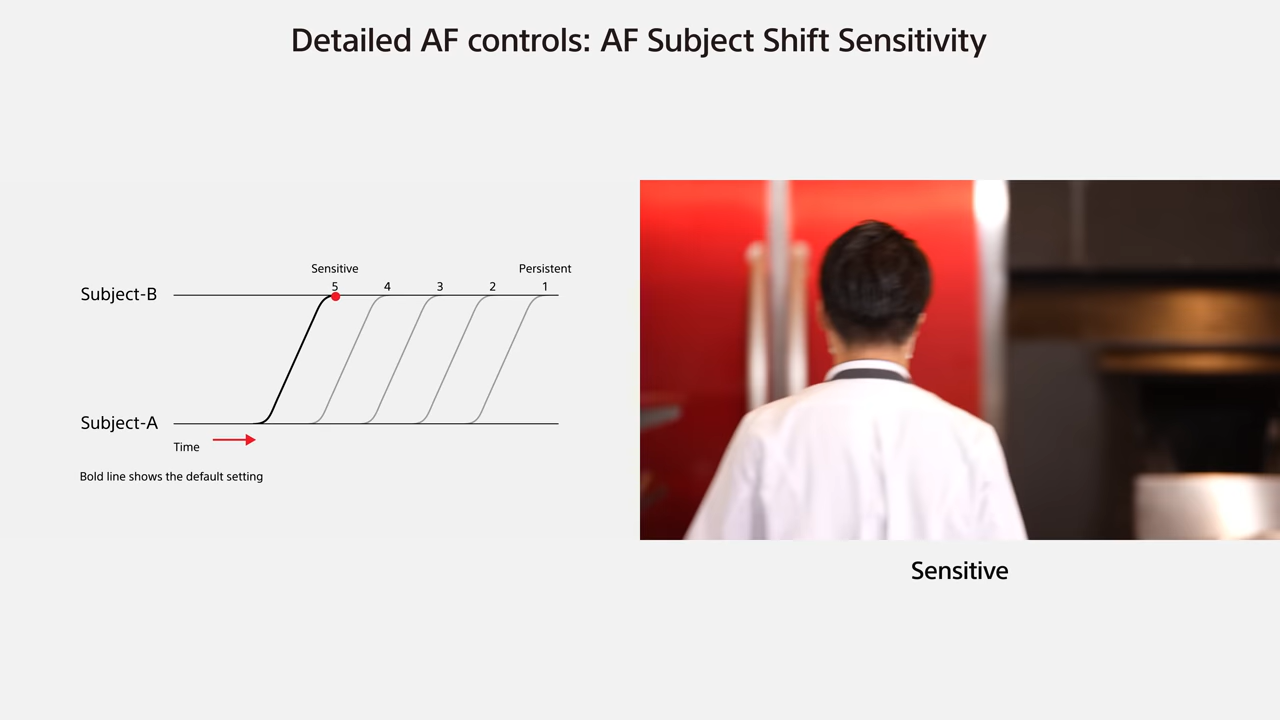 Detailed AF controls: AF Subject Shift Sensitivity
Sensitive
Persistent
5 4 3 2 1
Subject-B
Subject-A
Time
Bold line shows the default setting
Sensitive